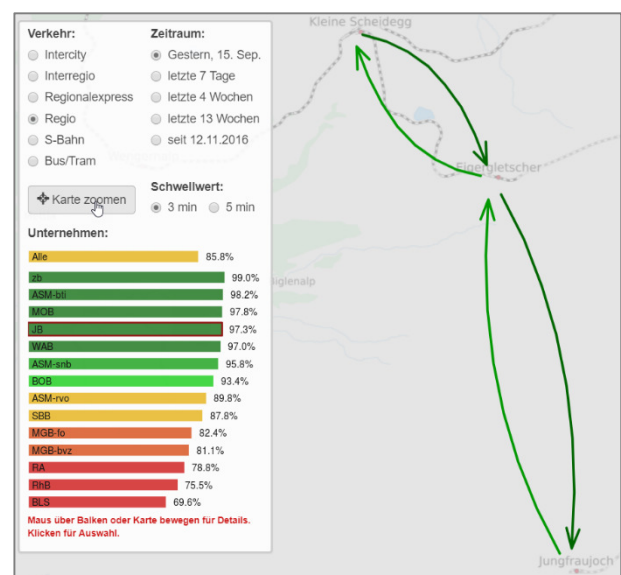 Kleine Scheidegg
Verkehr:
Zeitraum:
Intercity
Gestern, 15. Sep.
Interregio
letzte 7 Tage
Regionalexpress
letzte 4 Wochen
Regio
letzte 13 Wochen
S-Bahn
seit 12.11.2016
Bus/Tram
Eigergletscher
Karte zoomen
Schwellwert:
3 min
5 min
Unternehmen:
Alle 85.8%
zb 99.0%
ASM-bti 98.2%
iglenalp
MOB 97.8%
JB 97.3%
WAB 97.0%
ASM-snb 95.8%
BOB 93.4%
ASM-rvo 89.8%
SBB 87.8%
MGB-fo 82.4%
MGB-bvz 81.1%
RA 78.8%
RhB 75.5%
BLS 69.6%
Maus über Balken oder Karte bewegen für Details.
Klicken für Auswahl.
Jungfraujoch